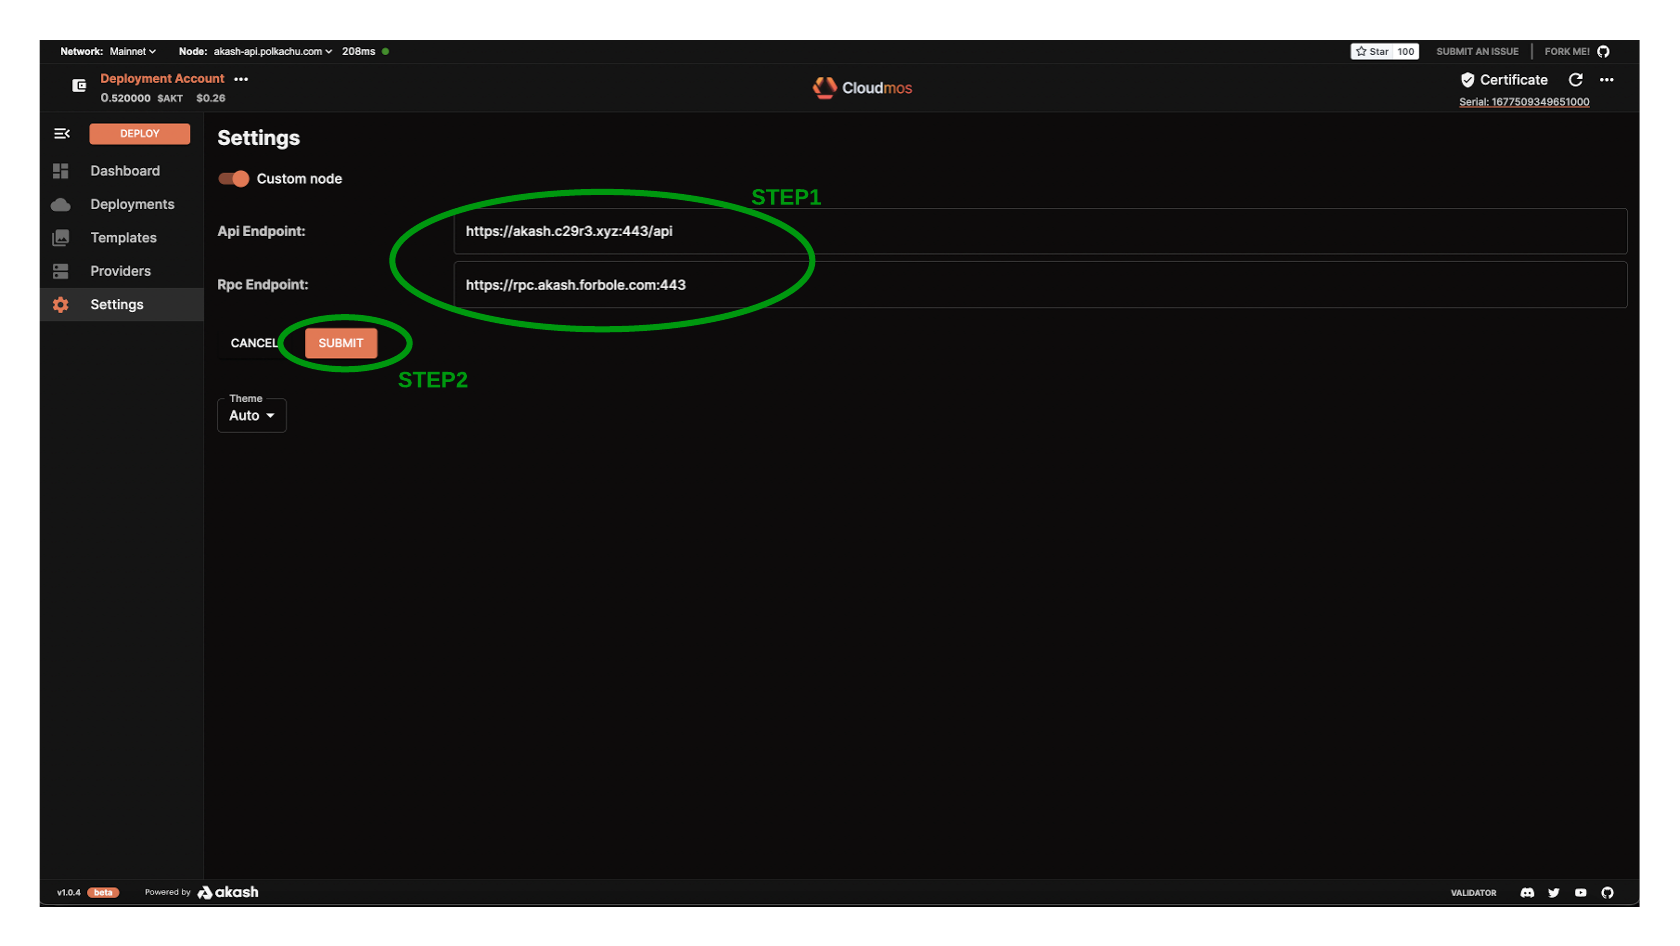 Network: Mainnet Node: akash-api.polkachu.com 208ms
Star 100 SUBMIT AN ISSUE FORK ME!
Deployment Account
0.520000 $AKT $0.26
Cloudmos
Certificate
Serial: 1677509349651000
DEPLOY
Dashboard
Deployments
Templates
Providers
Settings
Settings
Custom node
STEP1
Api Endpoint: https://akash.c29r3.xyz:443/api
Rpc Endpoint: https://rpc.akash.forbole.com:443
CANCEL SUBMIT
STEP2
Theme
Auto
v1.0.4 beta Powered by akash
VALIDATOR